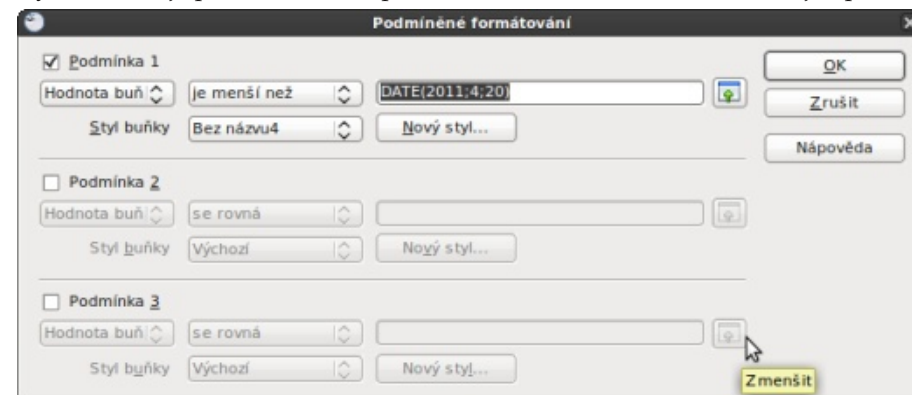 Podmíněné formátování
Podmínka 1
Hodnota buň je menší než DATE(2011;4;20)
Styl buňky Bez názvu4 Nový styl...
OK
Zrušit
Nápověda
Podmínka 2
Hodnota buň se rovná
Styl buňky Výchozí Nový styl...
Podmínka 3
Hodnota buň se rovná
Styl buňky Výchozí Nový styl...
Zmenšit